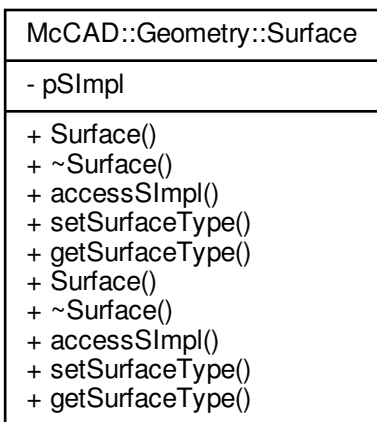 McCAD::Geometry::Surface
- pSImpl
+ Surface()
+ ~Surface()
+ accessSImpl()
+ setSurfaceType()
+ getSurfaceType()
+ Surface()
+ ~Surface()
+ accessSImpl()
+ setSurfaceType()
+ getSurfaceType()